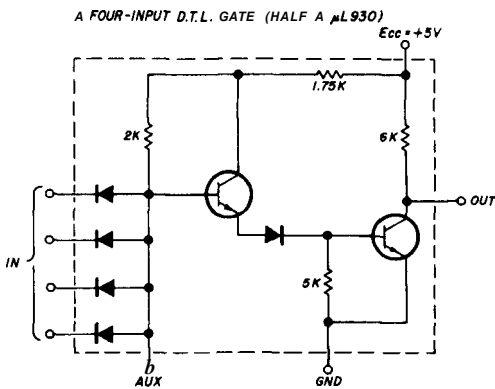 A FOUR-INPUT D.T.L. GATE (HALF A μL930)
Ecc=+5V
1.75K
2K
6K
OUT
IN
5K
AUX
GND